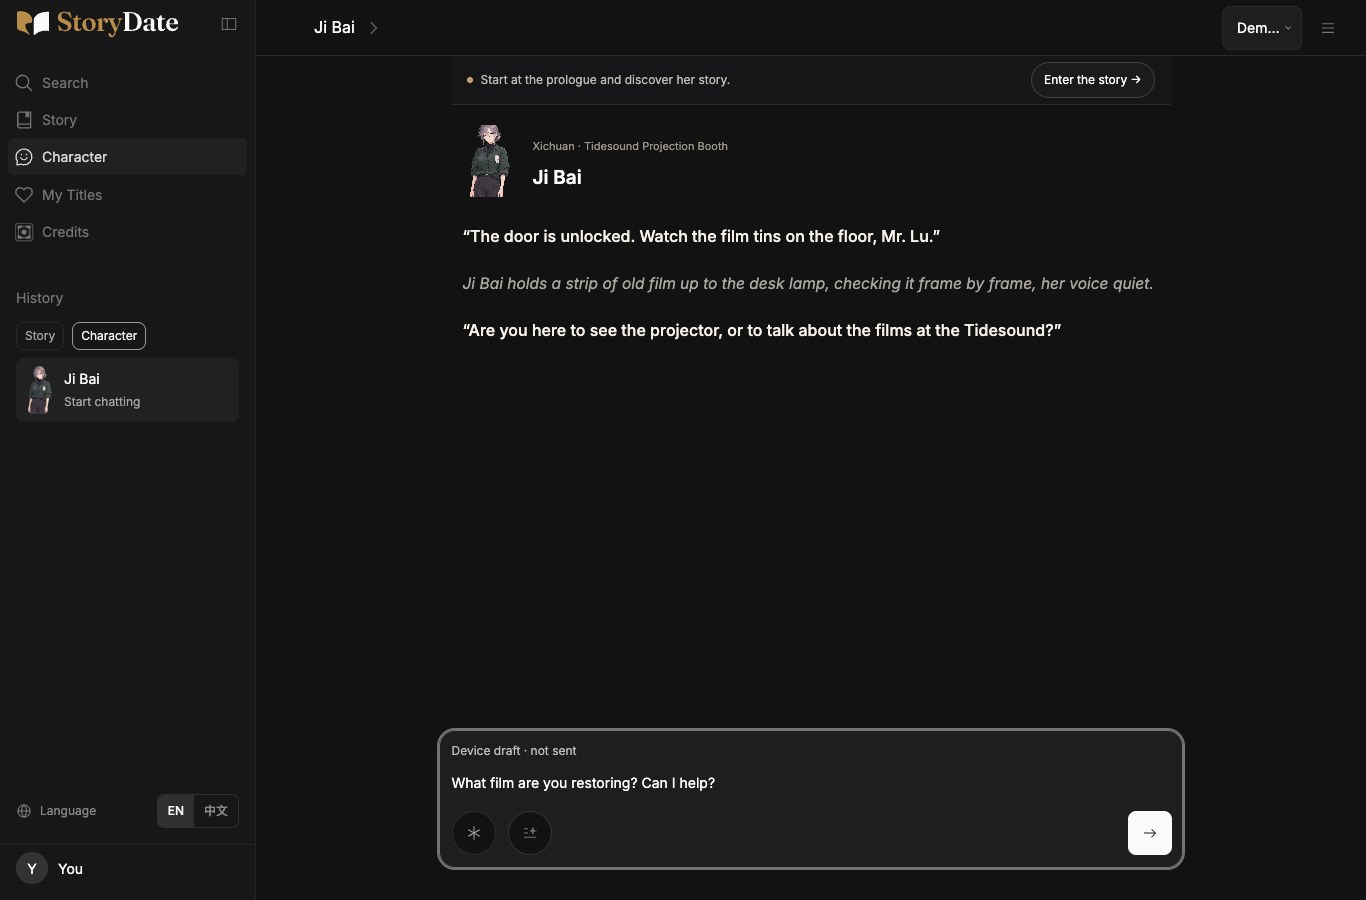 StoryDate
Search
Story
Character
My Titles
Credits
History
Story
Character
Ji Bai
Start chatting
Language
EN
中文
Y
You
Ji Bai
Dem...
Start at the prologue and discover her story.
Enter the story →
Xichuan · Tidesound Projection Booth
Ji Bai
“The door is unlocked. Watch the film tins on the floor, Mr. Lu.”
Ji Bai holds a strip of old film up to the desk lamp, checking it frame by frame, her voice quiet.
“Are you here to see the projector, or to talk about the films at the Tidesound?”
Device draft · not sent
What film are you restoring? Can I help?